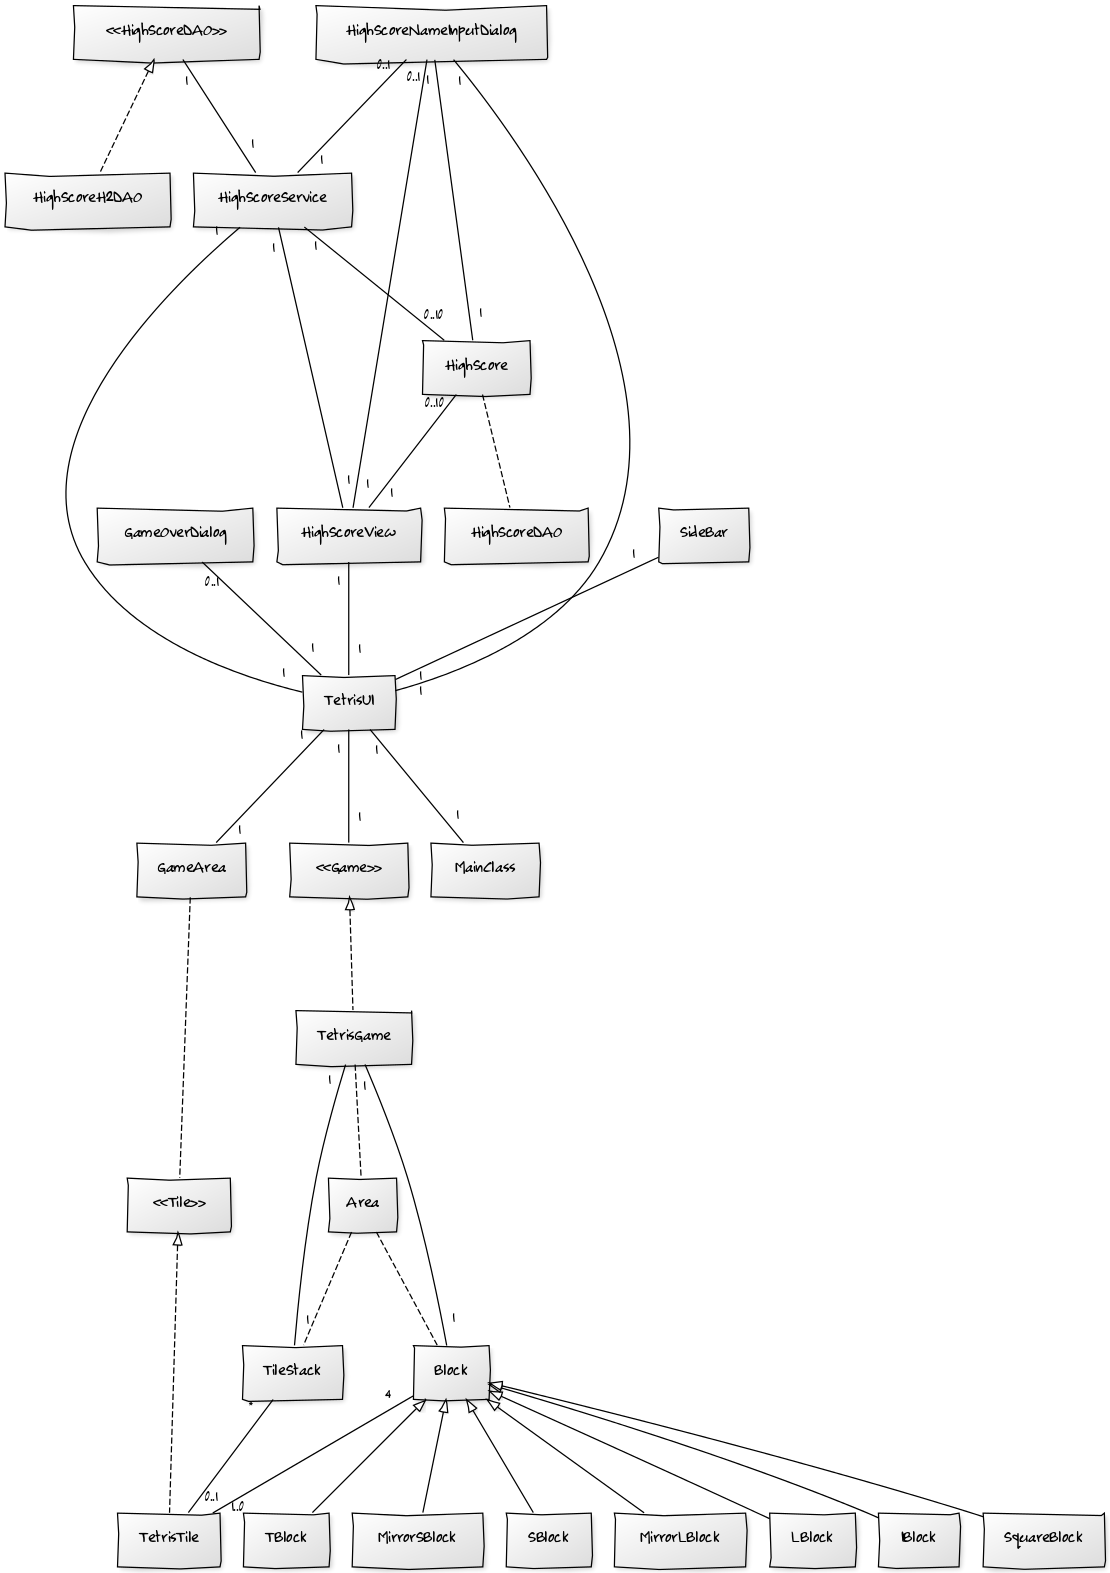 <<HighScoreDAO>>
HighScoreNameInputDialog
0..1
0..1
1
1
1
1
1
HighScoreH2DAO
HighScoreService
1
1
1
0..10
1
HighScore
0..10
1
1
1
GameOverDialog
HighScoreView
HighScoreDAO
SideBar
1
0..1
1
1
1
1
1
1
TetrisUI
1
1
1
1
1
1
GameArea
<<Game>>
MainClass
TetrisGame
1
1
<<Tile>>
Area
1
1
TileStack
Block
*
4
0..1
1..0
TetrisTile
TBlock
MirrorSBlock
SBlock
MirrorLBlock
LBlock
IBlock
SquareBlock